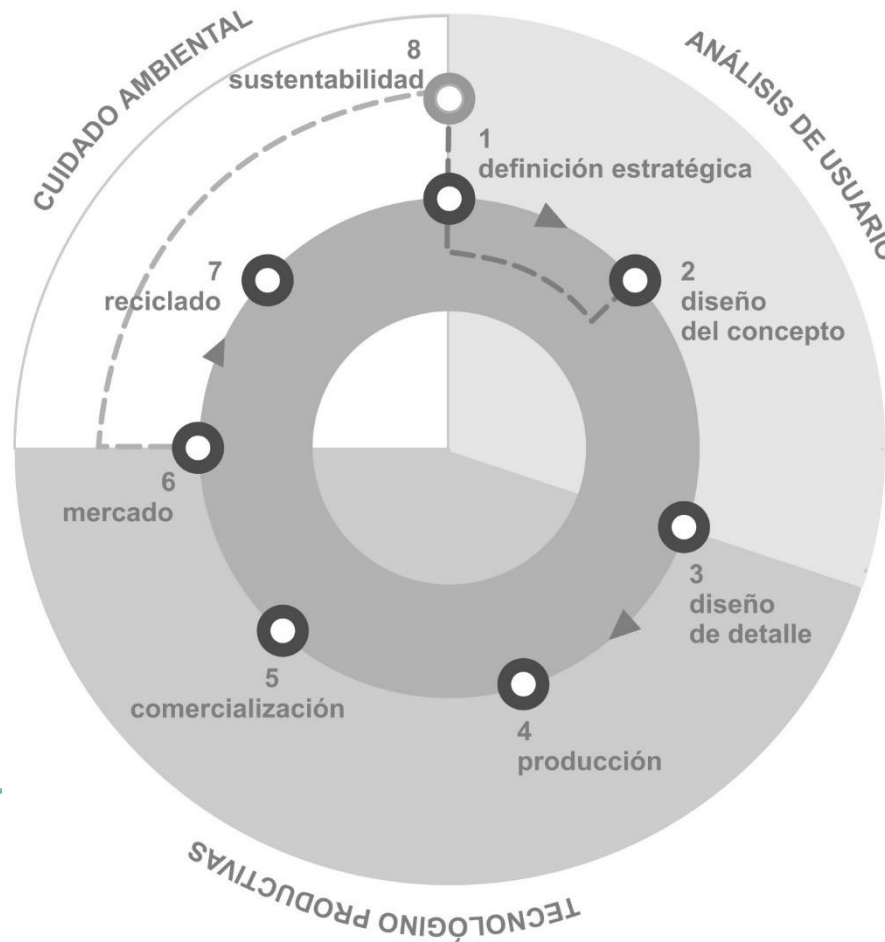 CUIDADO AMBIENTAL
ANÁLISIS DE USUARIO
8
sustentabilidad
1
definición estratégica
2
diseño
del concepto
7
reciclado
6
mercado
3
diseño
de detalle
5
comercialización
4
producción
TECNOLÓGINO PRODUCTIVAS